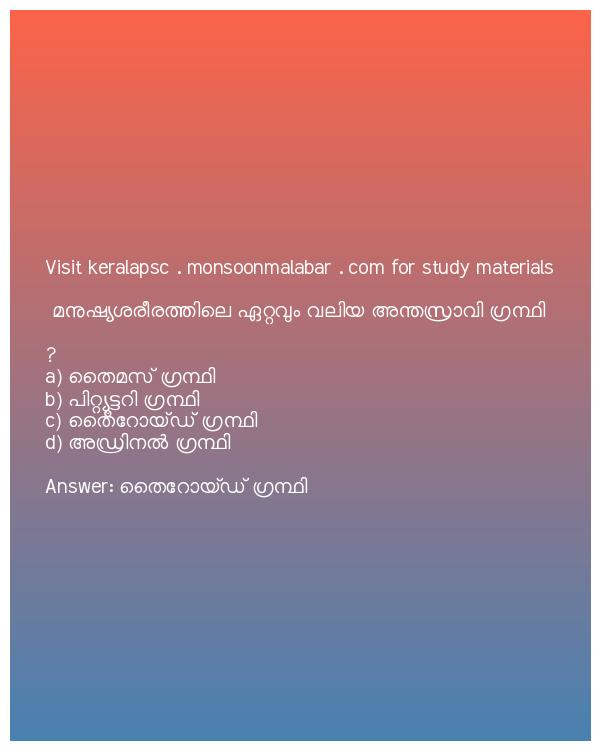 Visit keralapsc . monsoonmalabar . com for study materials
മനുഷ്യശരീരത്തിലെ ഏറ്റവും വലിയ അന്തസ്രാവി ഗ്രന്ഥി
?
a) തൈമസ് ഗ്രന്ഥി
b) പിറ്റ്യൂട്ടറി ഗ്രന്ഥി
c) തൈറോയ്ഡ് ഗ്രന്ഥി
d) അഡ്രിനൽ ഗ്രന്ഥി
Answer: തൈറോയ്ഡ് ഗ്രന്ഥി